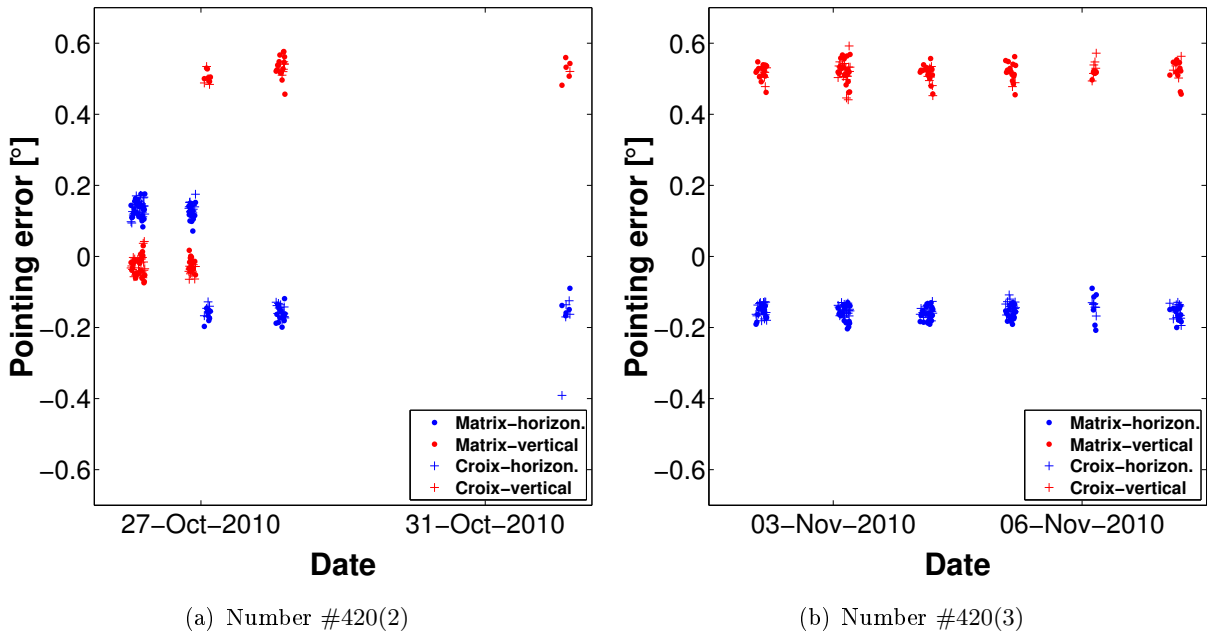 Pointing error [°]
0.6
0.4
0.2
0
−0.2
−0.4
−0.6
Matrix−horizon.
Matrix−vertical
Croix−horizon.
Croix−vertical
27−Oct−2010
31−Oct−2010
Date
(a) Number #420(2)
Pointing error [°]
0.6
0.4
0.2
0
−0.2
−0.4
−0.6
Matrix−horizon.
Matrix−vertical
Croix−horizon.
Croix−vertical
03−Nov−2010
06−Nov−2010
Date
(b) Number #420(3)